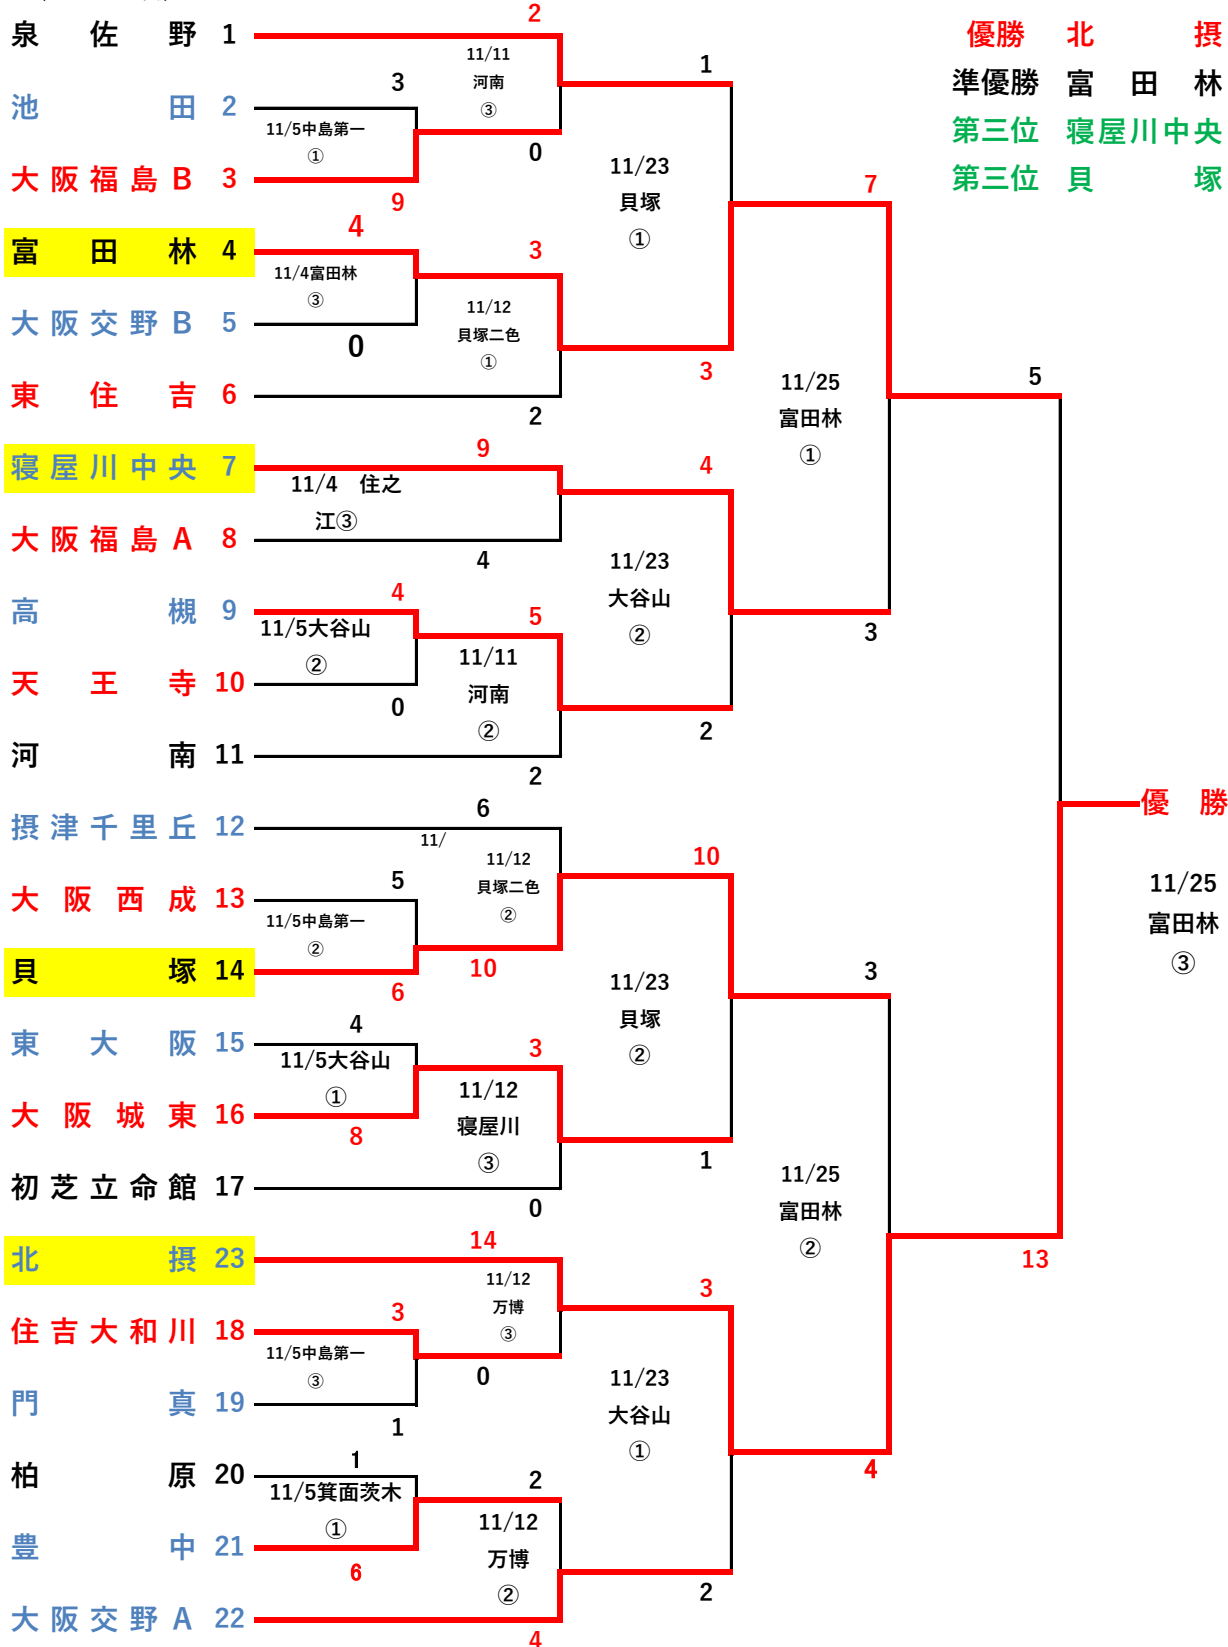 優勝 北摂
準優勝 富田林
第三位 寝屋川中央
第三位 貝塚
泉佐野 1
2
11/11
河南
③
1
池田 2
3
11/5中島第一
①
0
大阪福島B 3
9
11/23
貝塚
①
7
富田林 4
4
3
11/4富田林
③
11/12
貝塚二色
①
大阪交野B 5
0
3
東住吉 6
2
11/25
富田林
①
5
寝屋川中央 7
9
4
11/4 住之
江③
大阪福島A 8
4
11/23
大谷山
②
3
高槻 9
4
5
11/5大谷山
②
11/11
河南
②
天王寺 10
0
2
河南 11
2
摂津千里丘 12
6
11/
11/12
貝塚二色
②
10
優勝
11/25
富田林
③
大阪西成 13
5
11/5中島第一
②
貝塚 14
6
10
11/23
貝塚
②
3
東大阪 15
4
3
11/5大谷山
①
11/12
寝屋川
③
大阪城東 16
8
1
初芝立命館 17
0
11/25
富田林
②
13
北摂 23
14
11/12
万博
③
3
住吉大和川 18
3
11/5中島第一
③
0
門真 19
1
11/23
大谷山
①
4
柏原 20
1
2
11/5箕面茨木
①
11/12
万博
②
豊中 21
6
2
大阪交野A 22
4